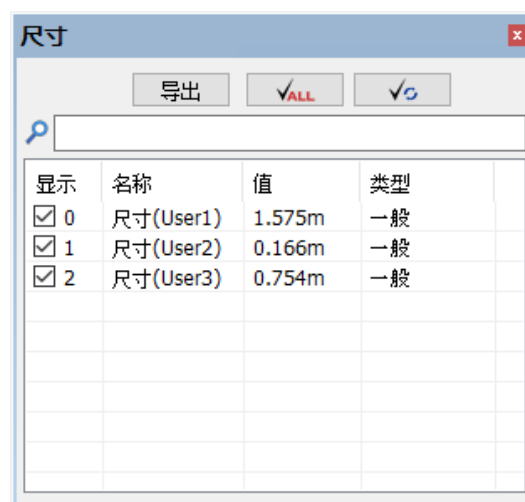 尺寸
导出 ALL
显示 名称 值 类型
0 尺寸(User1) 1.575m 一般
1 尺寸(User2) 0.166m 一般
2 尺寸(User3) 0.754m 一般